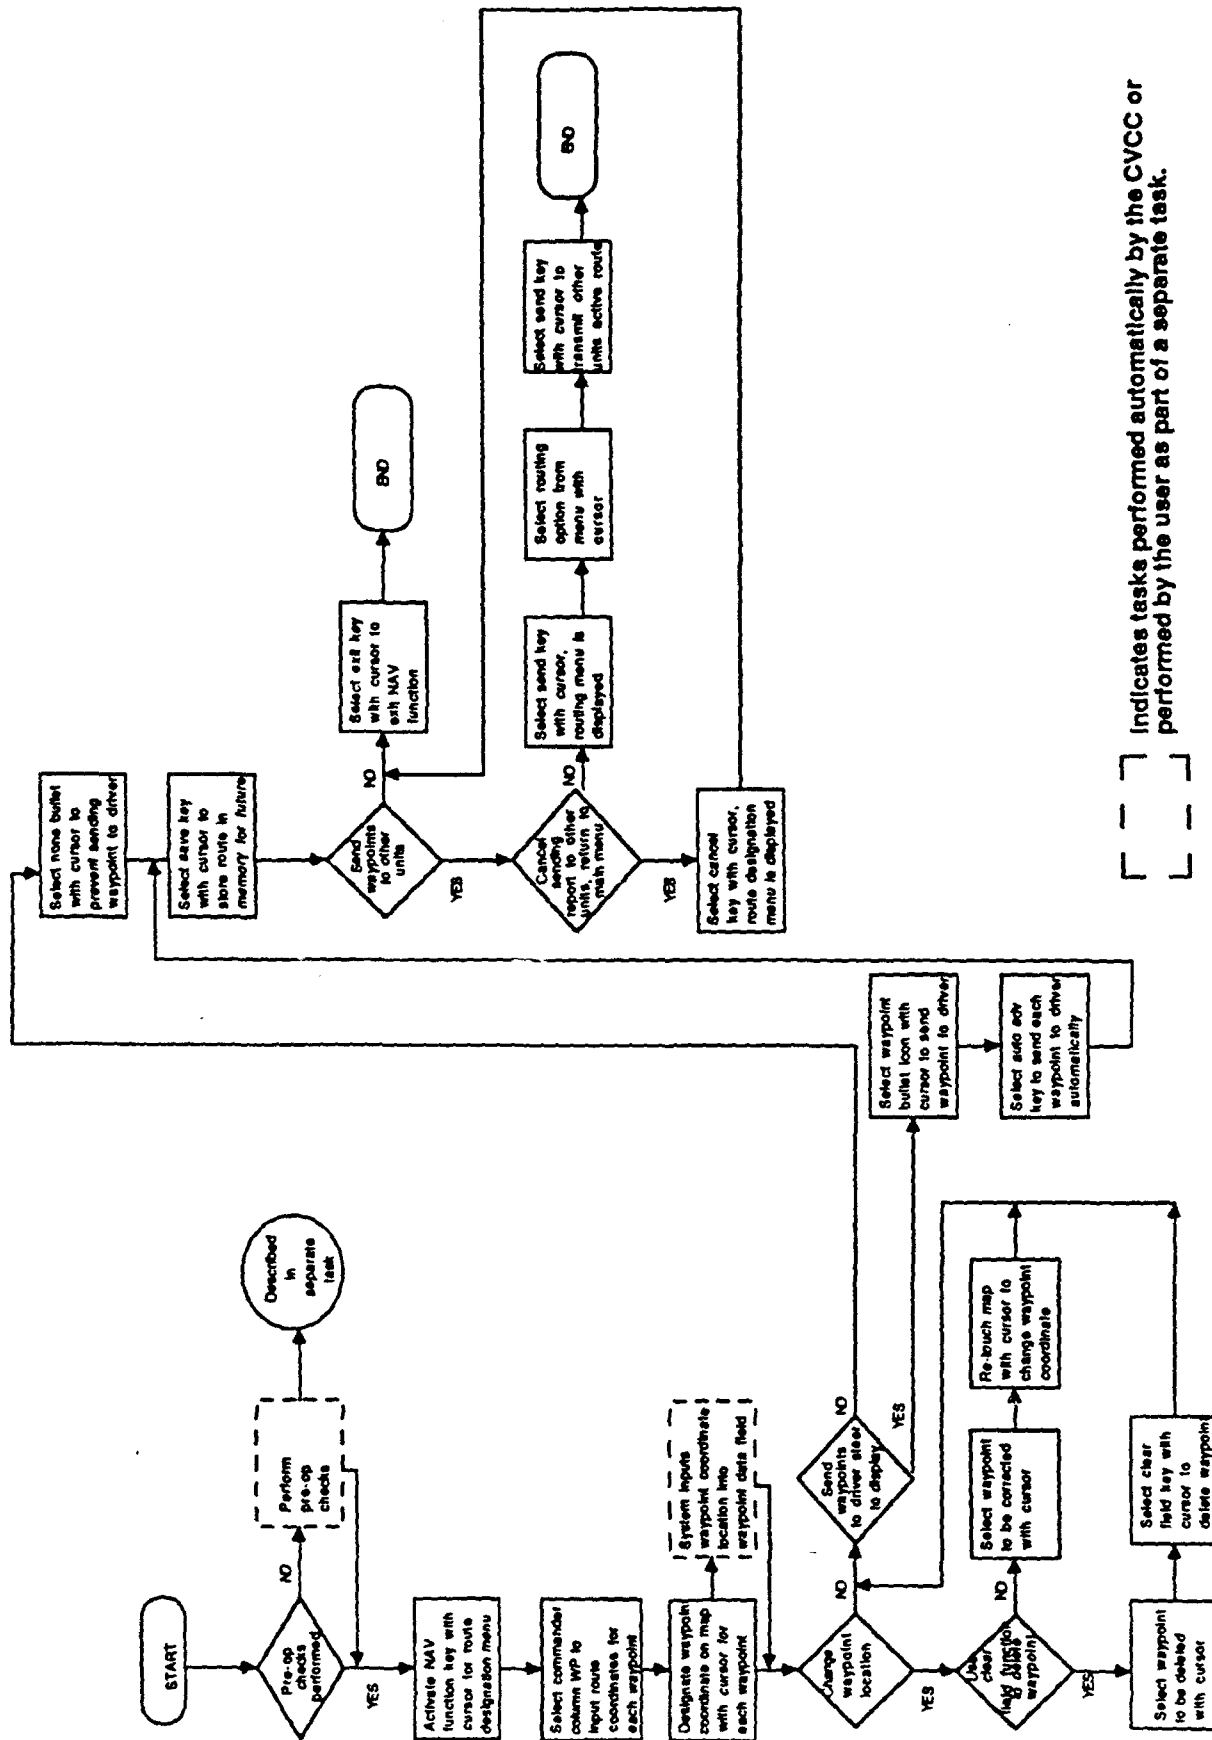 START
Pre-op
checks
performed
NO
YES
Perform
pre-op
checks
Described
in
separate
task
Activate NAV
function key with
cursor for route
designation menu
Select commander
column WP to
input route
coordinates for
each waypoint
Designate waypoint
coordinate on map
with cursor for
each waypoint
System inputs
waypoint coordinate
location into
waypoint data field
Change
waypoint
location
NO
YES
Use
clear
field function
to delete
waypoint
NO
YES
Select waypoint
to be deleted
with cursor
Select clear
field key with
cursor to
delete waypoint
Select waypoint
to be corrected
with cursor
Re-touch map
with cursor to
change waypoint
coordinate
Send
waypoints
to driver steer
to display
NO
YES
Select waypoint
bullet icon with
cursor to send
waypoint to driver
Select auto adv
key to send each
waypoint to driver
automatically
Select none bullet
with cursor to
prevent sending
waypoint to driver
Select save key
with cursor to
store route in
memory for future
Send
waypoints
to other
units
NO
YES
Select exit key
with cursor to
exit NAV
function
END
Cancel
sending
report to other
units, return to
main menu
NO
YES
Select send key
with cursor,
routing menu is
displayed
Select routing
option from
menu with
cursor
Select send key
with cursor to
transmit other
units active route
END
Select cancel
key with cursor,
route designation
menu is displayed
Indicates tasks performed automatically by the CVCC or
performed by the user as part of a separate task.